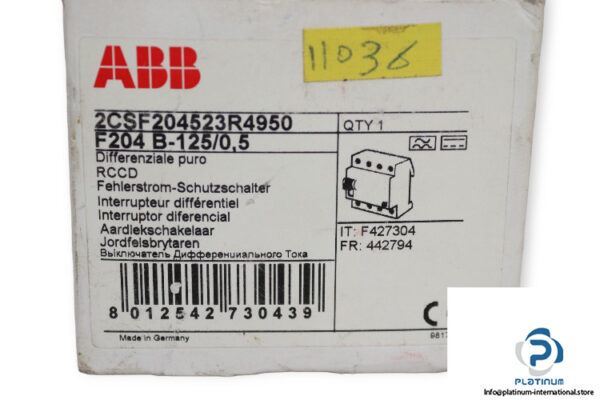 ABB
11036
2CSF204523R4950
QTY 1
F204 B-125/0,5
Differenziale puro
RCCD
Fehlerstrom-Schutzschalter
Interrupteur différentiel
Interruptor diferencial
Aardlekschakelaar
Jordfelsbrytaren
Выключатель Дифференциального Тока
IT: F427304
FR: 442794
8 012542 730439
Made in Germany
9817
PLATINUM
Info@platinum-international.store